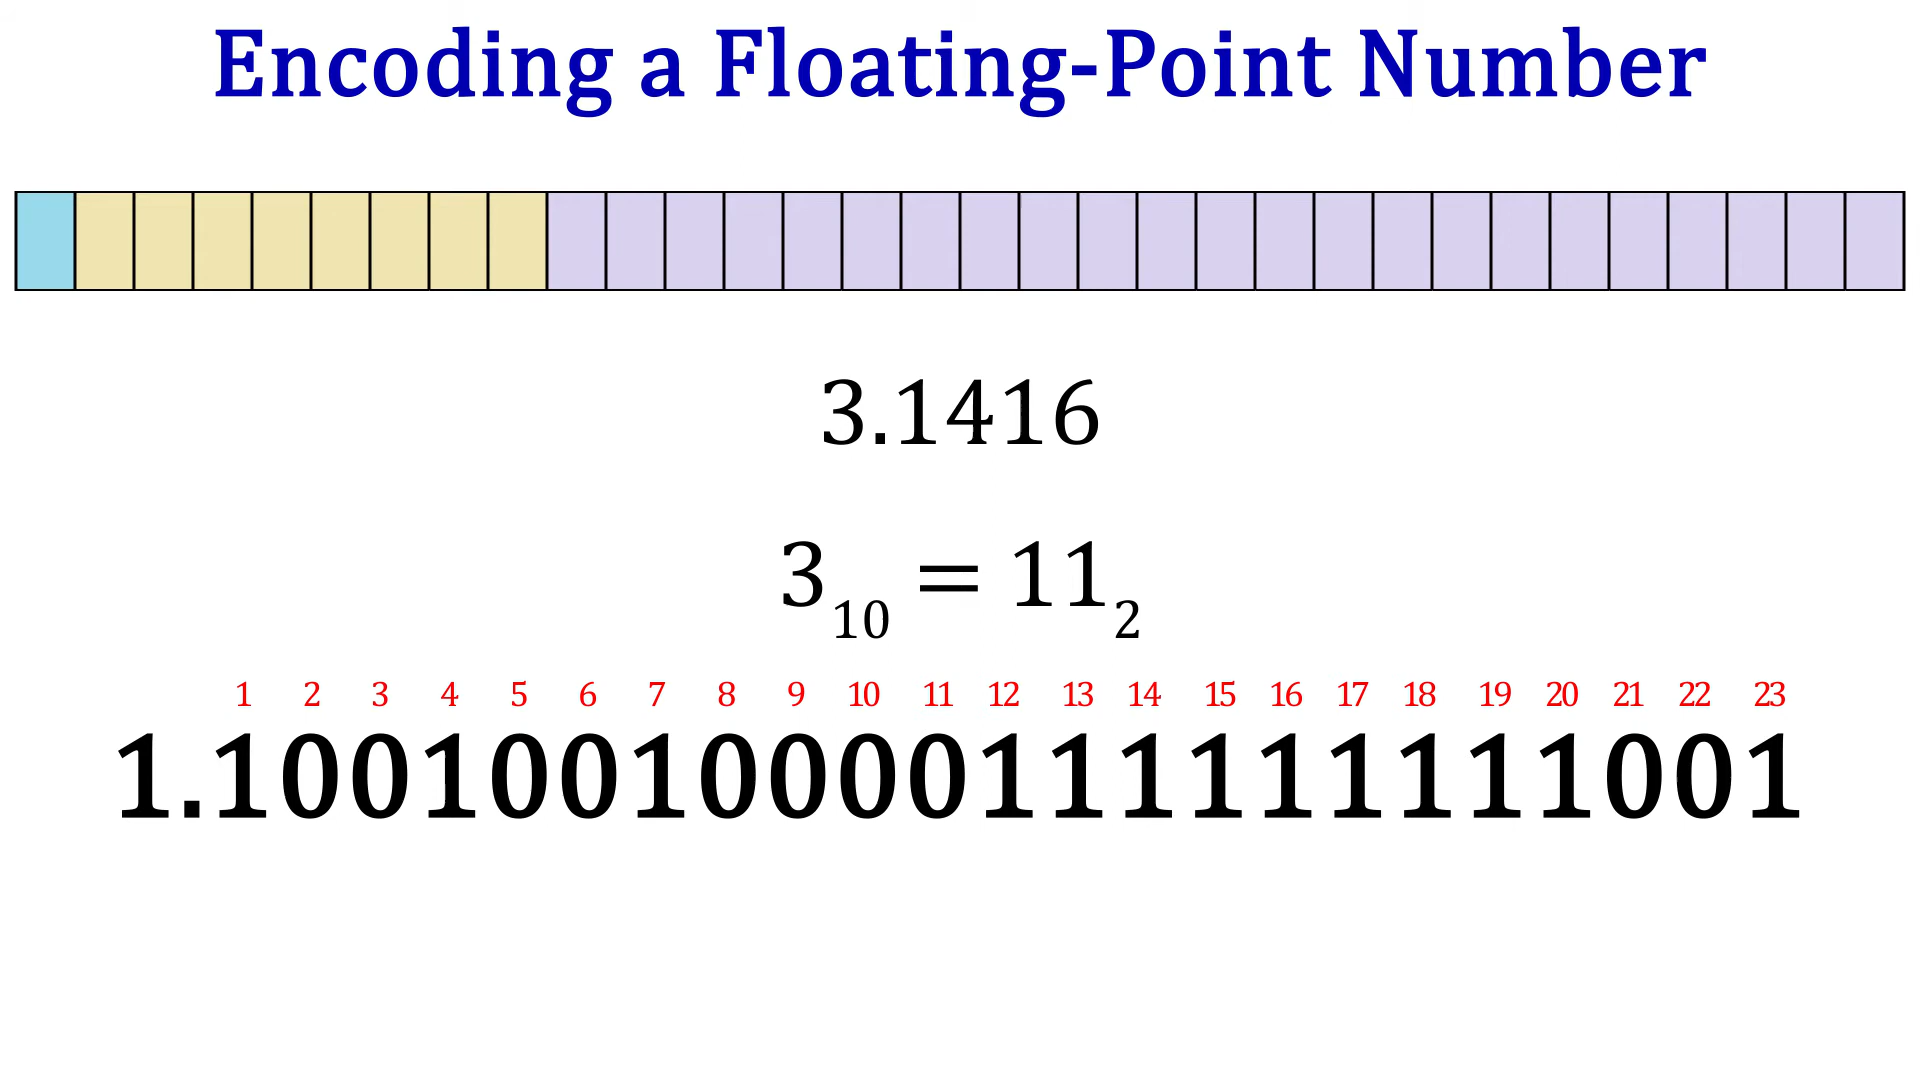 Encoding a Floating-Point Number
3.1416
3₁₀ = 11₂
1 2 3 4 5 6 7 8 9 10 11 12 13 14 15 16 17 18 19 20 21 22 23
1.10010010000111111111001